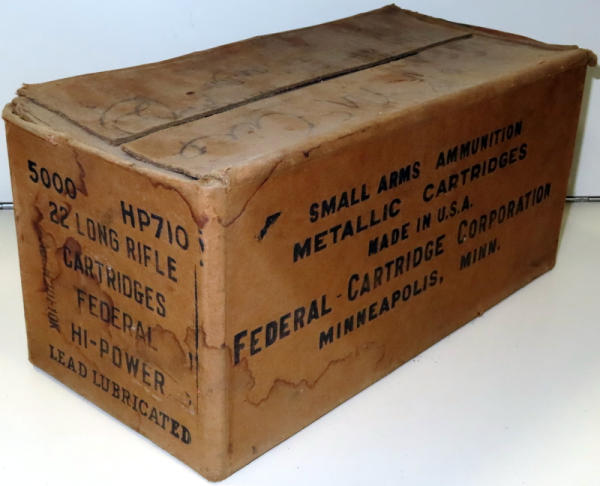 5000 HP710
22 LONG RIFLE
CARTRIDGES
FEDERAL
HI-POWER
LEAD LUBRICATED
SMALL ARMS AMMUNITION
METALLIC CARTRIDGES
MADE IN U.S.A.
FEDERAL-CARTRIDGE CORPORATION
MINNEAPOLIS, MINN.